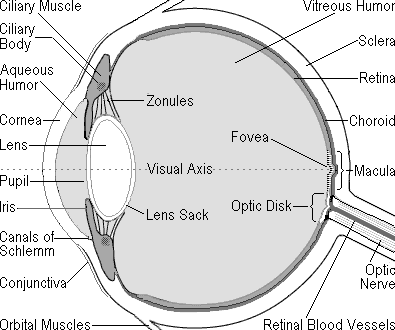 Ciliary Muscle
Ciliary
Body
Aqueous
Humor
Cornea
Lens
Pupil
Iris
Canals of
Schlemm
Conjunctiva
Orbital Muscles
Zonules
Visual Axis
Lens Sack
Fovea
Optic Disk
Vitreous Humor
Sclera
Retina
Choroid
Macula
Optic
Nerve
Retinal Blood Vessels